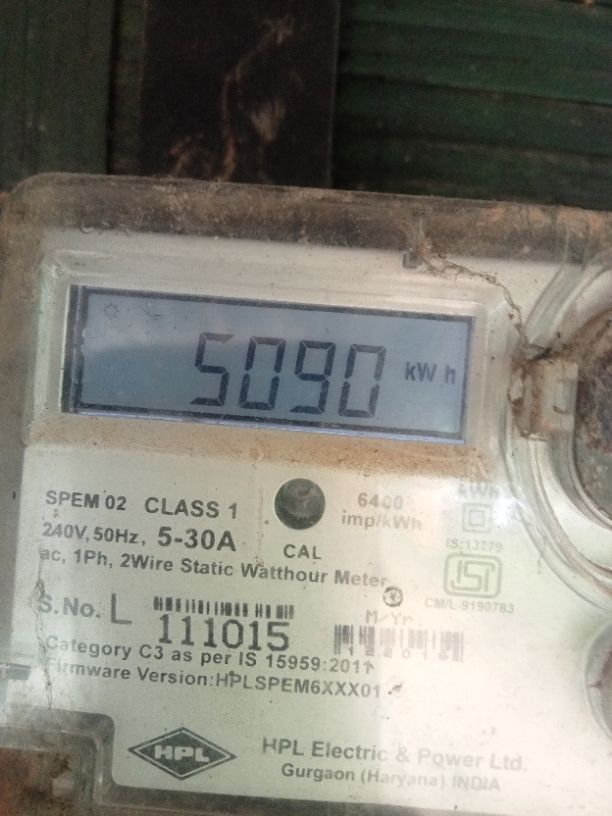 5090 kWh
SPEM 02 CLASS 1
240V, 50Hz, 5-30A
CAL
6400
imp/kWh
kWh
IS:13779
ac, 1Ph, 2Wire Static Watthour Meter
CM/L-9190783
S.No. L 111015
M/Yr.
Category C3 as per IS 15959:2011
Firmware Version:HPLSPEM6XXX01
HPL
HPL Electric & Power Ltd.
Gurgaon (Haryana) INDIA